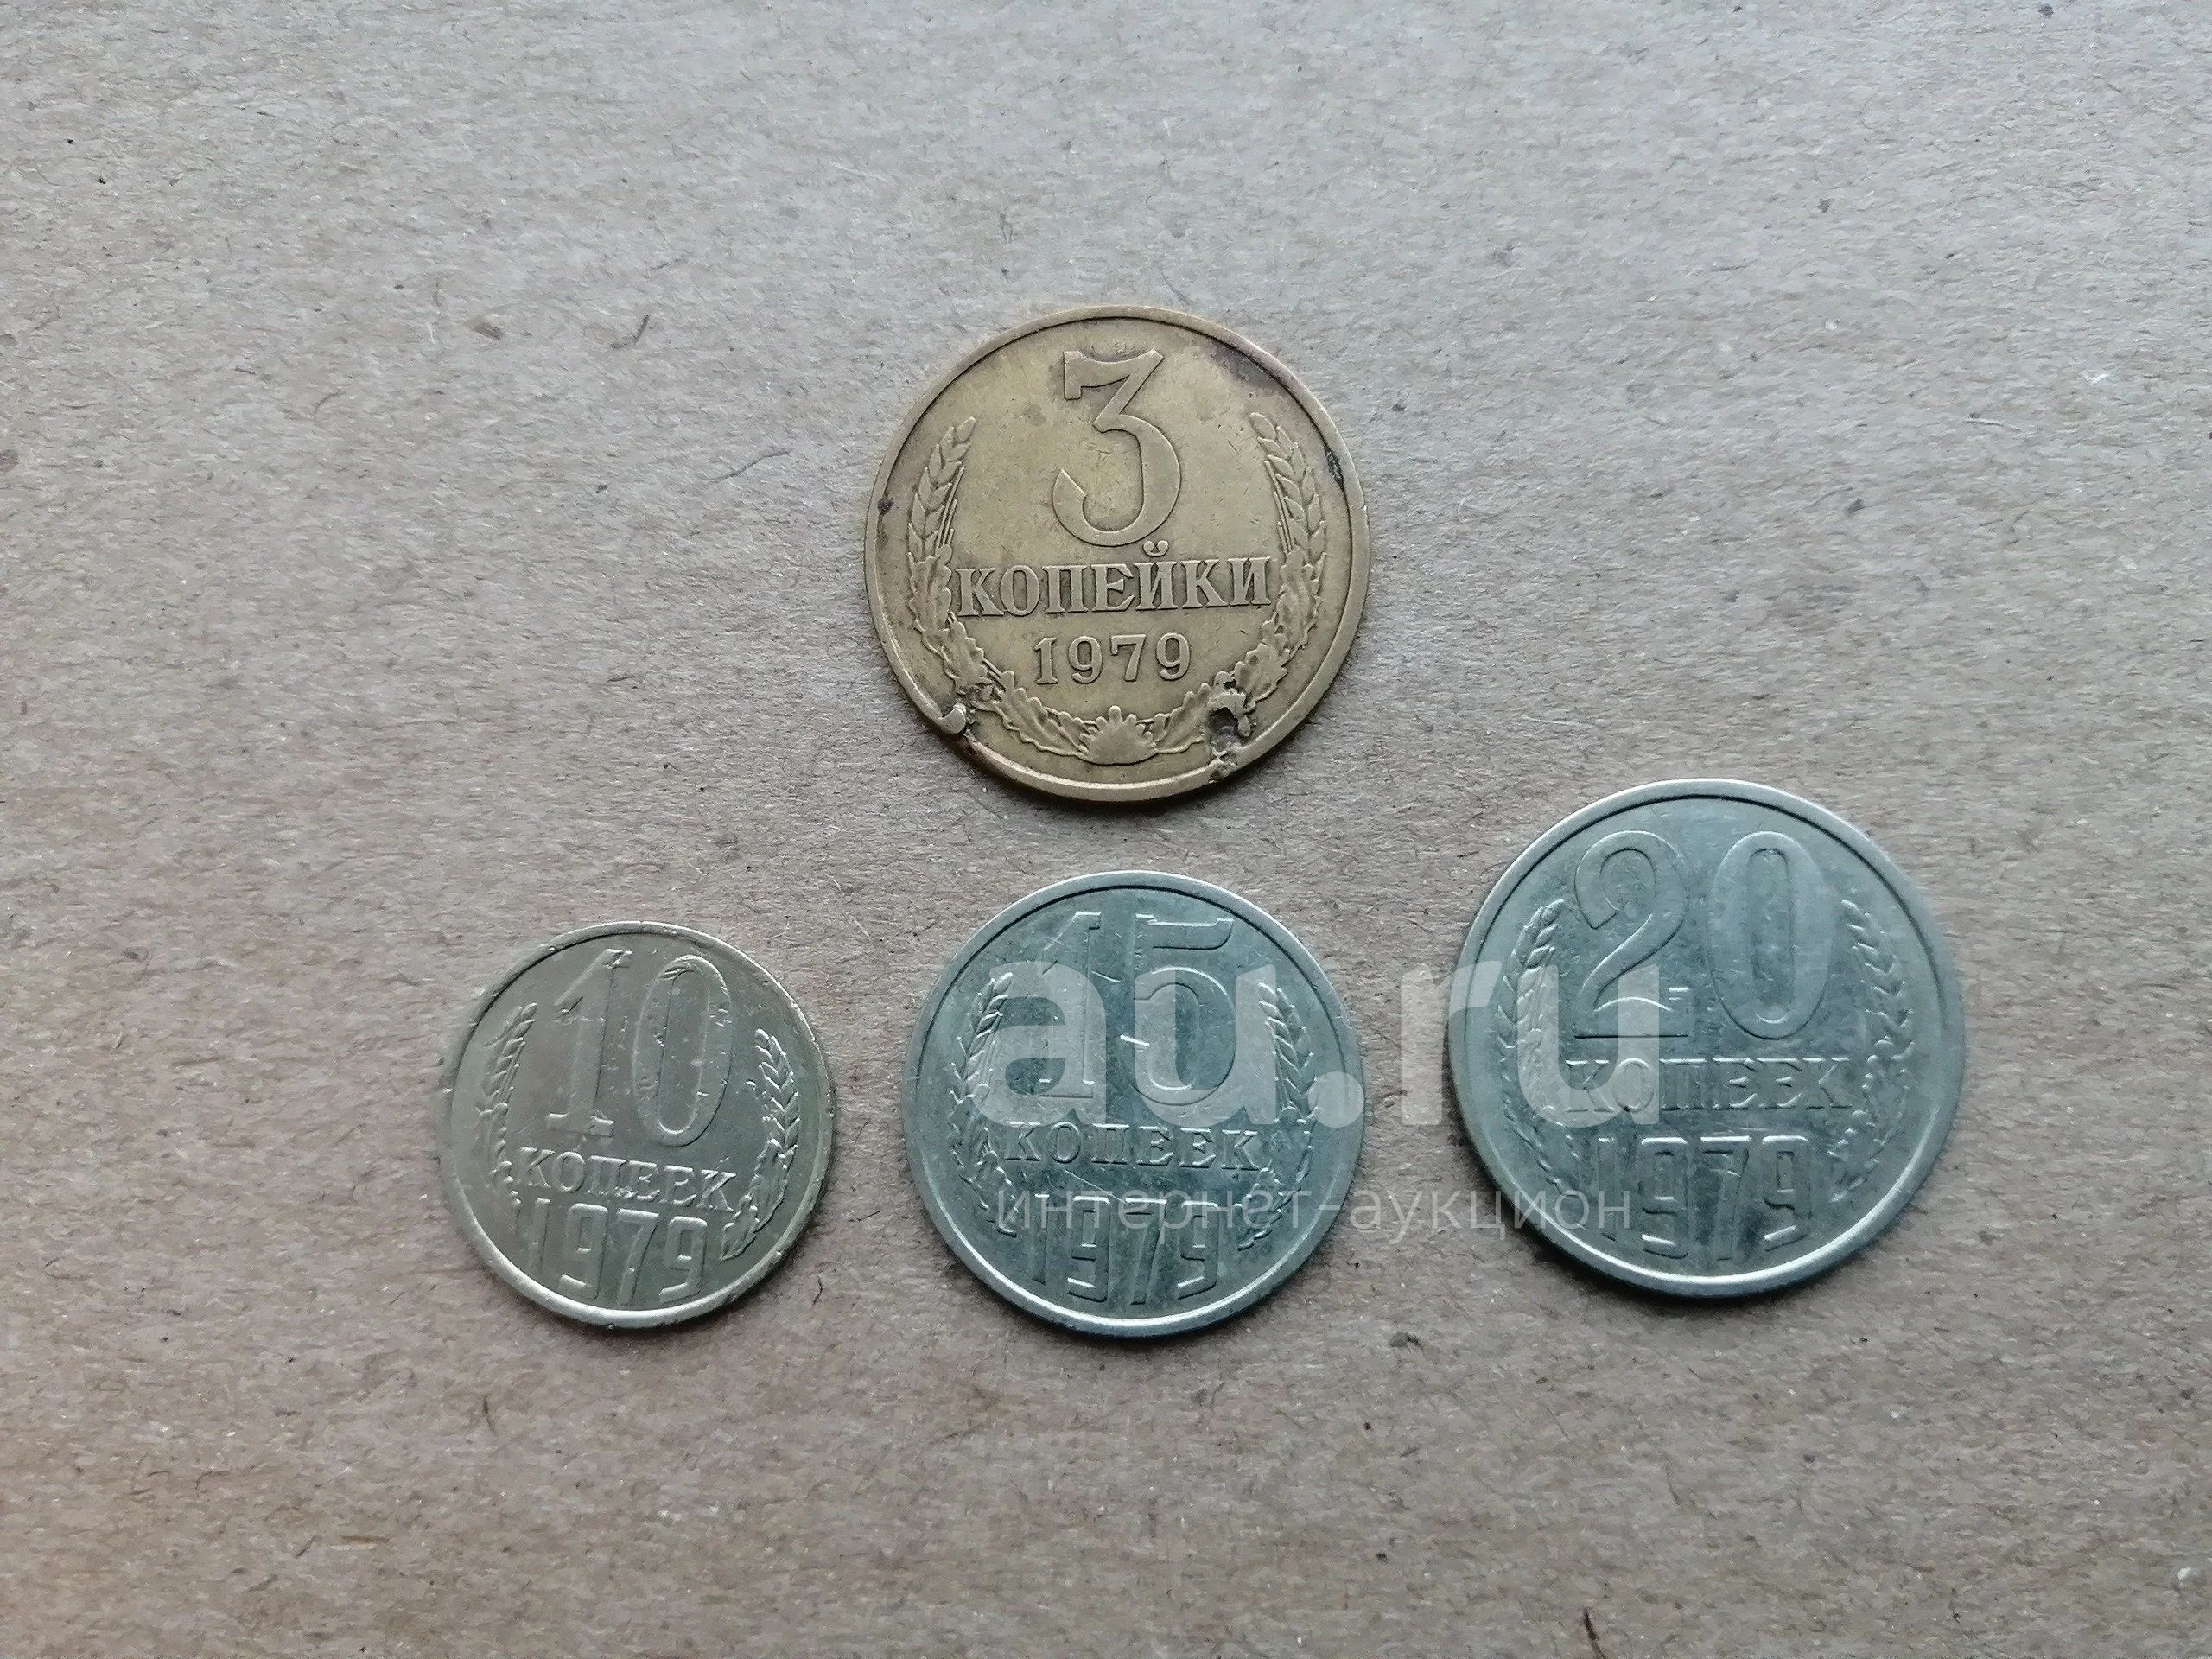 3
КОПЕЙКИ
1979
10
КОПЕЕК
1979
15
КОПЕЕК
1979
20
КОПЕЕК
1979
au.ru
интернет-аукцион